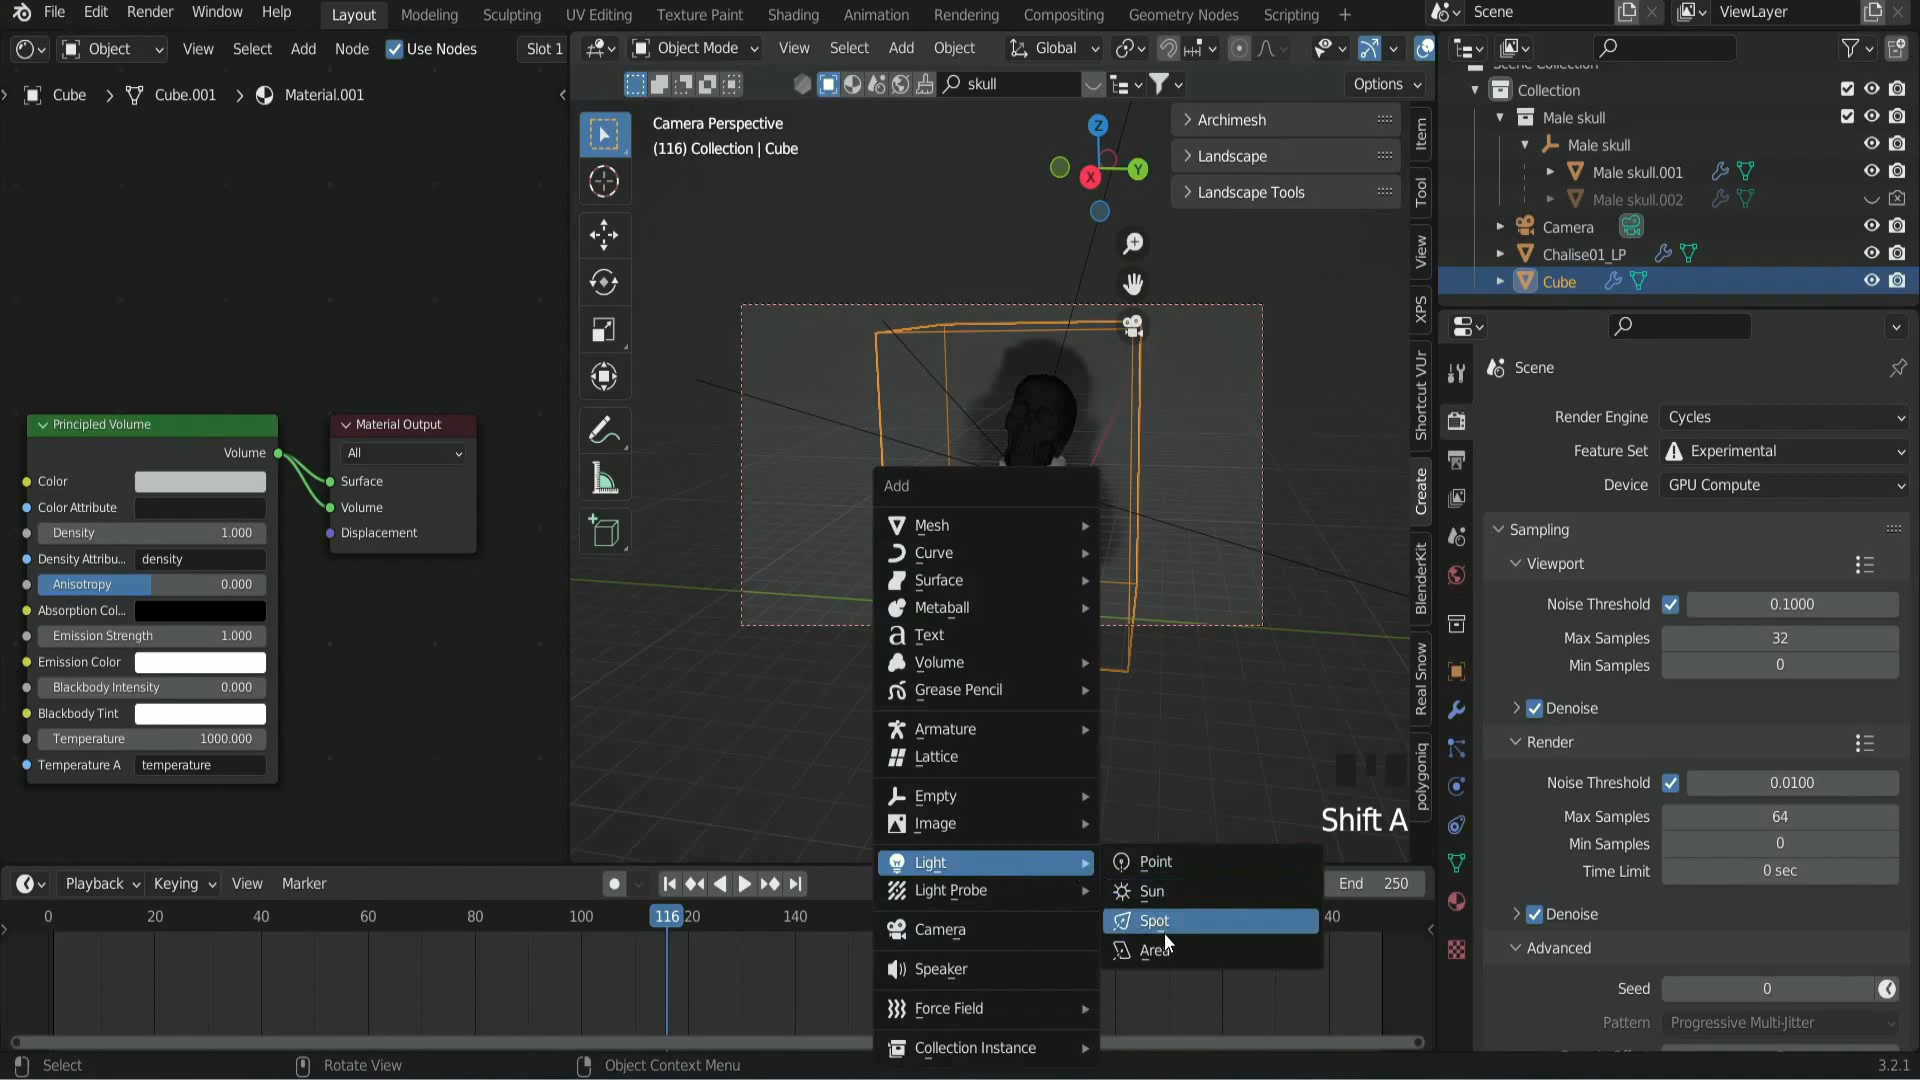 File Edit Render Window Help Layout Modeling Sculpting UV Editing Texture Paint Shading Animation Rendering Compositing Geometry Nodes Scripting Scene ViewLayer
Object View Select Add Node Use Nodes Slot 1 Object Mode View Select Add Object Global
skull Options
Cube Cube.001 Material.001
Camera Perspective
(116) Collection | Cube
Z
Y
X
Archimesh
Landscape
Landscape Tools
Item
Tool
View
XPS
Shortcut VUr
Create
BlenderKit
Real Snow
polygoniq
Scene Collection
Collection
Male skull
Male skull
Male skull.001
Male skull.002
Camera
Chalise01_LP
Cube
Principled Volume
Volume
Color
Color Attribute
Density 1.000
Density Attribu... density
Anisotropy 0.000
Absorption Col...
Emission Strength 1.000
Emission Color
Blackbody Intensity 0.000
Blackbody Tint
Temperature 1000.000
Temperature A temperature
Material Output
All
Surface
Volume
Displacement
Add
Mesh
Curve
Surface
Metaball
Text
Volume
Grease Pencil
Armature
Lattice
Empty
Image
Light
Light Probe
Camera
Speaker
Force Field
Collection Instance
Point
Sun
Spot
Area
Shift A
Scene
Render Engine Cycles
Feature Set Experimental
Device GPU Compute
Sampling
Viewport
Noise Threshold 0.1000
Max Samples 32
Min Samples 0
Denoise
Render
Noise Threshold 0.0100
Max Samples 64
Min Samples 0
Time Limit 0 sec
Denoise
Advanced
Seed 0
Pattern Progressive Multi-Jitter
Playback Keying View Marker End 250
0 20 40 60 80 100 116 20 140 40
Select Rotate View Object Context Menu 3.2.1